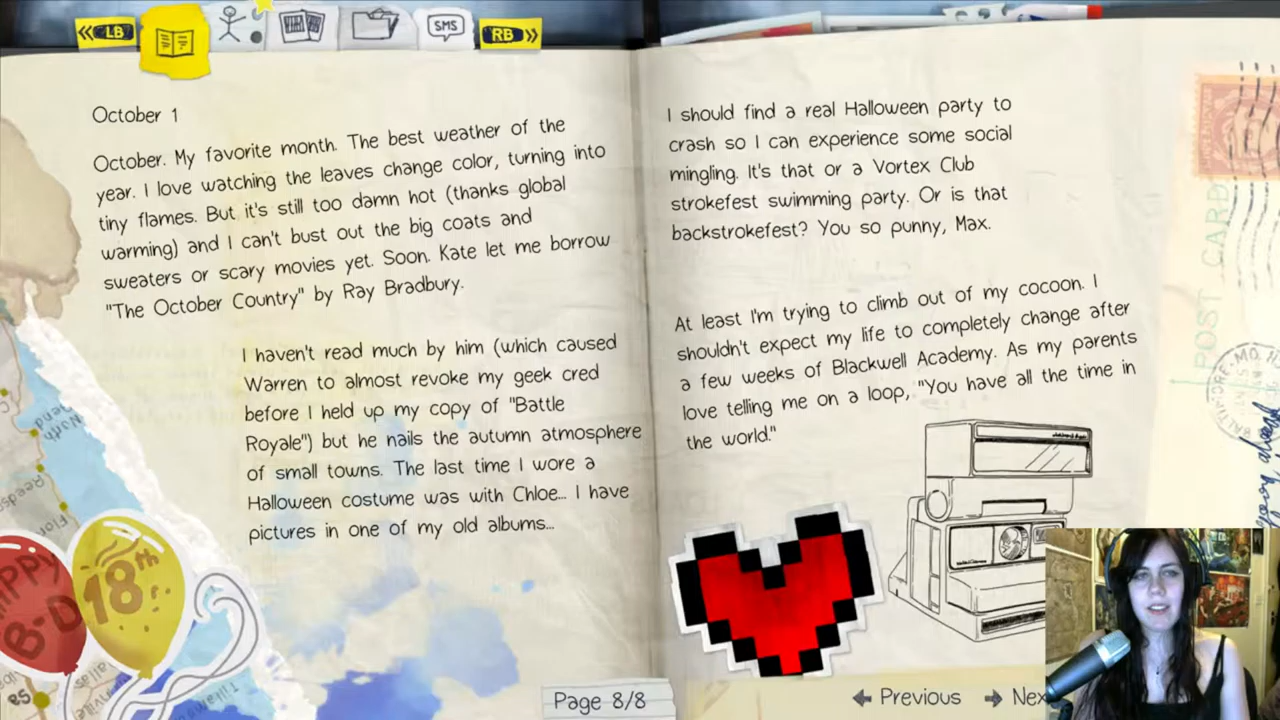 LB
SMS
RB
October 1
October. My favorite month. The best weather of the
year. I love watching the leaves change color, turning into
tiny flames. But it's still too damn hot (thanks global
warming) and I can't bust out the big coats and
sweaters or scary movies yet. Soon. Kate let me borrow
"The October Country" by Ray Bradbury.
I haven't read much by him (which caused
Warren to almost revoke my geek cred
before I held up my copy of "Battle
Royale") but he nails the autumn atmosphere
of small towns. The last time I wore a
Halloween costume was with Chloe... I have
pictures in one of my old albums...
18th
Page 8/8
I should find a real Halloween party to
crash so I can experience some social
mingling. It's that or a Vortex Club
strokefest swimming party. Or is that
backstrokefest? You so punny, Max.
At least I'm trying to climb out of my cocoon. I
shouldn't expect my life to completely change after
a few weeks of Blackwell Academy. As my parents
love telling me on a loop, "You have all the time in
the world."
Previous
POST CARD